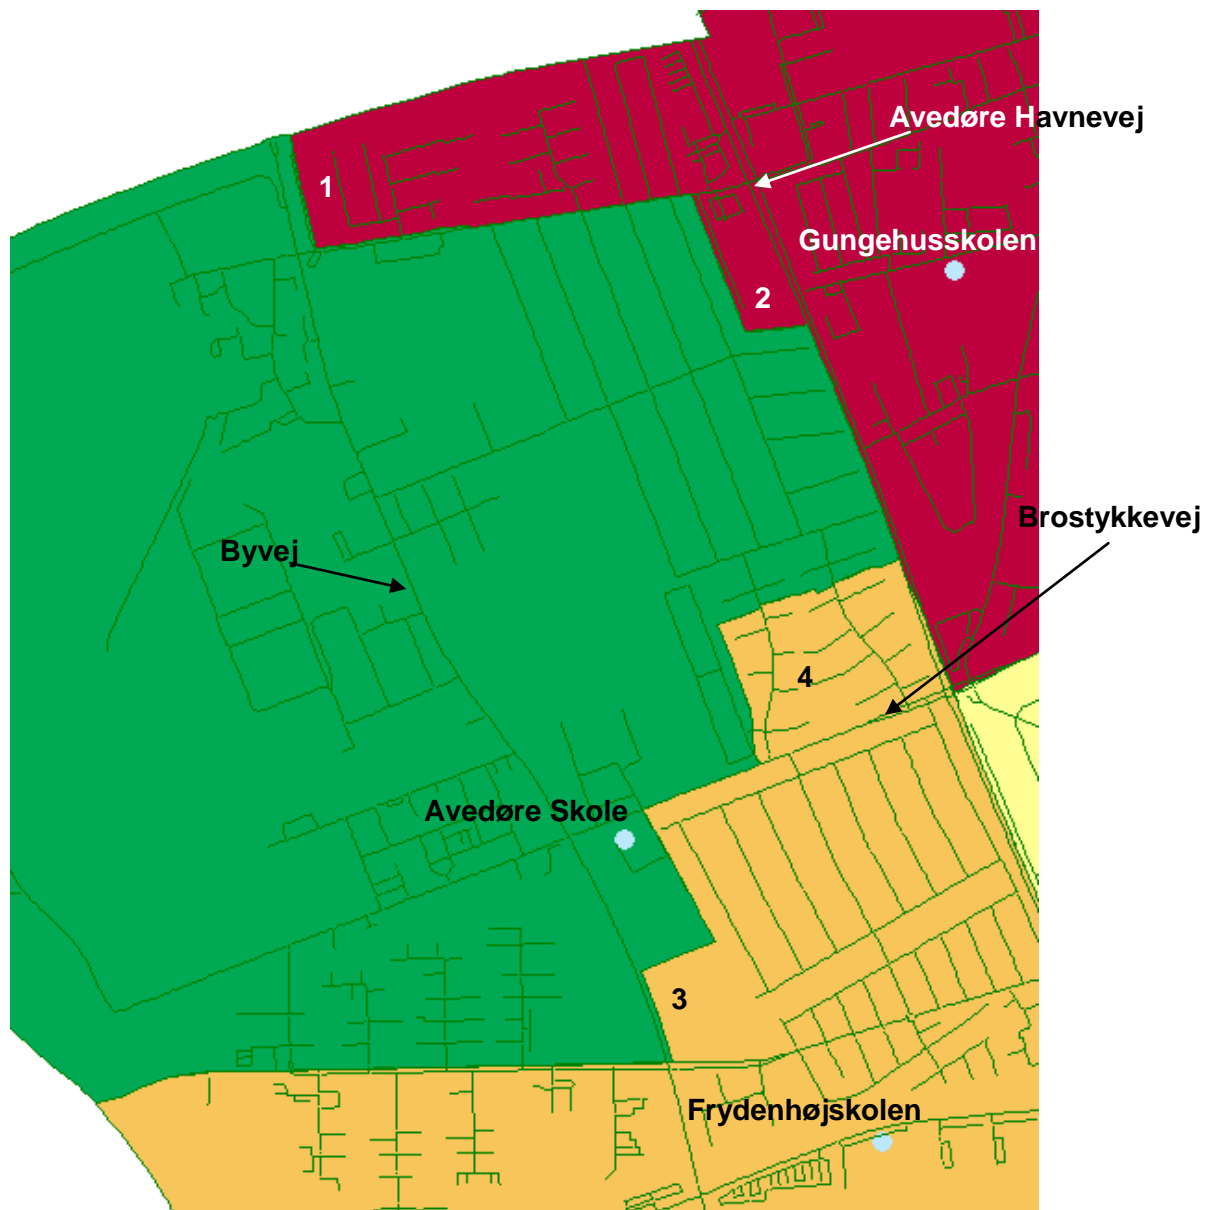 Avedøre Havnevej
1
Gungehusskolen
2
Brostykkevej
Byvej
4
Avedøre Skole
3
Frydenhøjskolen